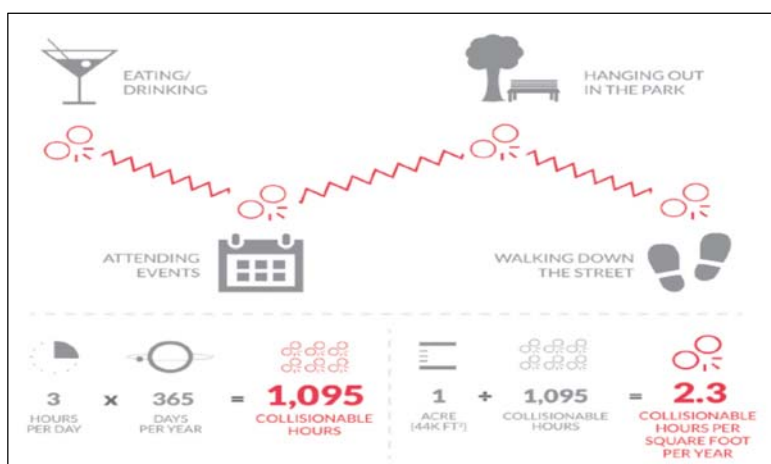 EATING/
DRINKING
HANGING OUT
IN THE PARK
ATTENDING
EVENTS
WALKING DOWN
THE STREET
3 x 365 = 1,095
HOURS
PER DAY
DAYS
PER YEAR
COLLISIONABLE
HOURS
1 + 1,095 = 2.3
ACRE
[44K FT²]
COLLISIONABLE
HOURS
COLLISIONABLE
HOURS PER
SQUARE FOOT
PER YEAR